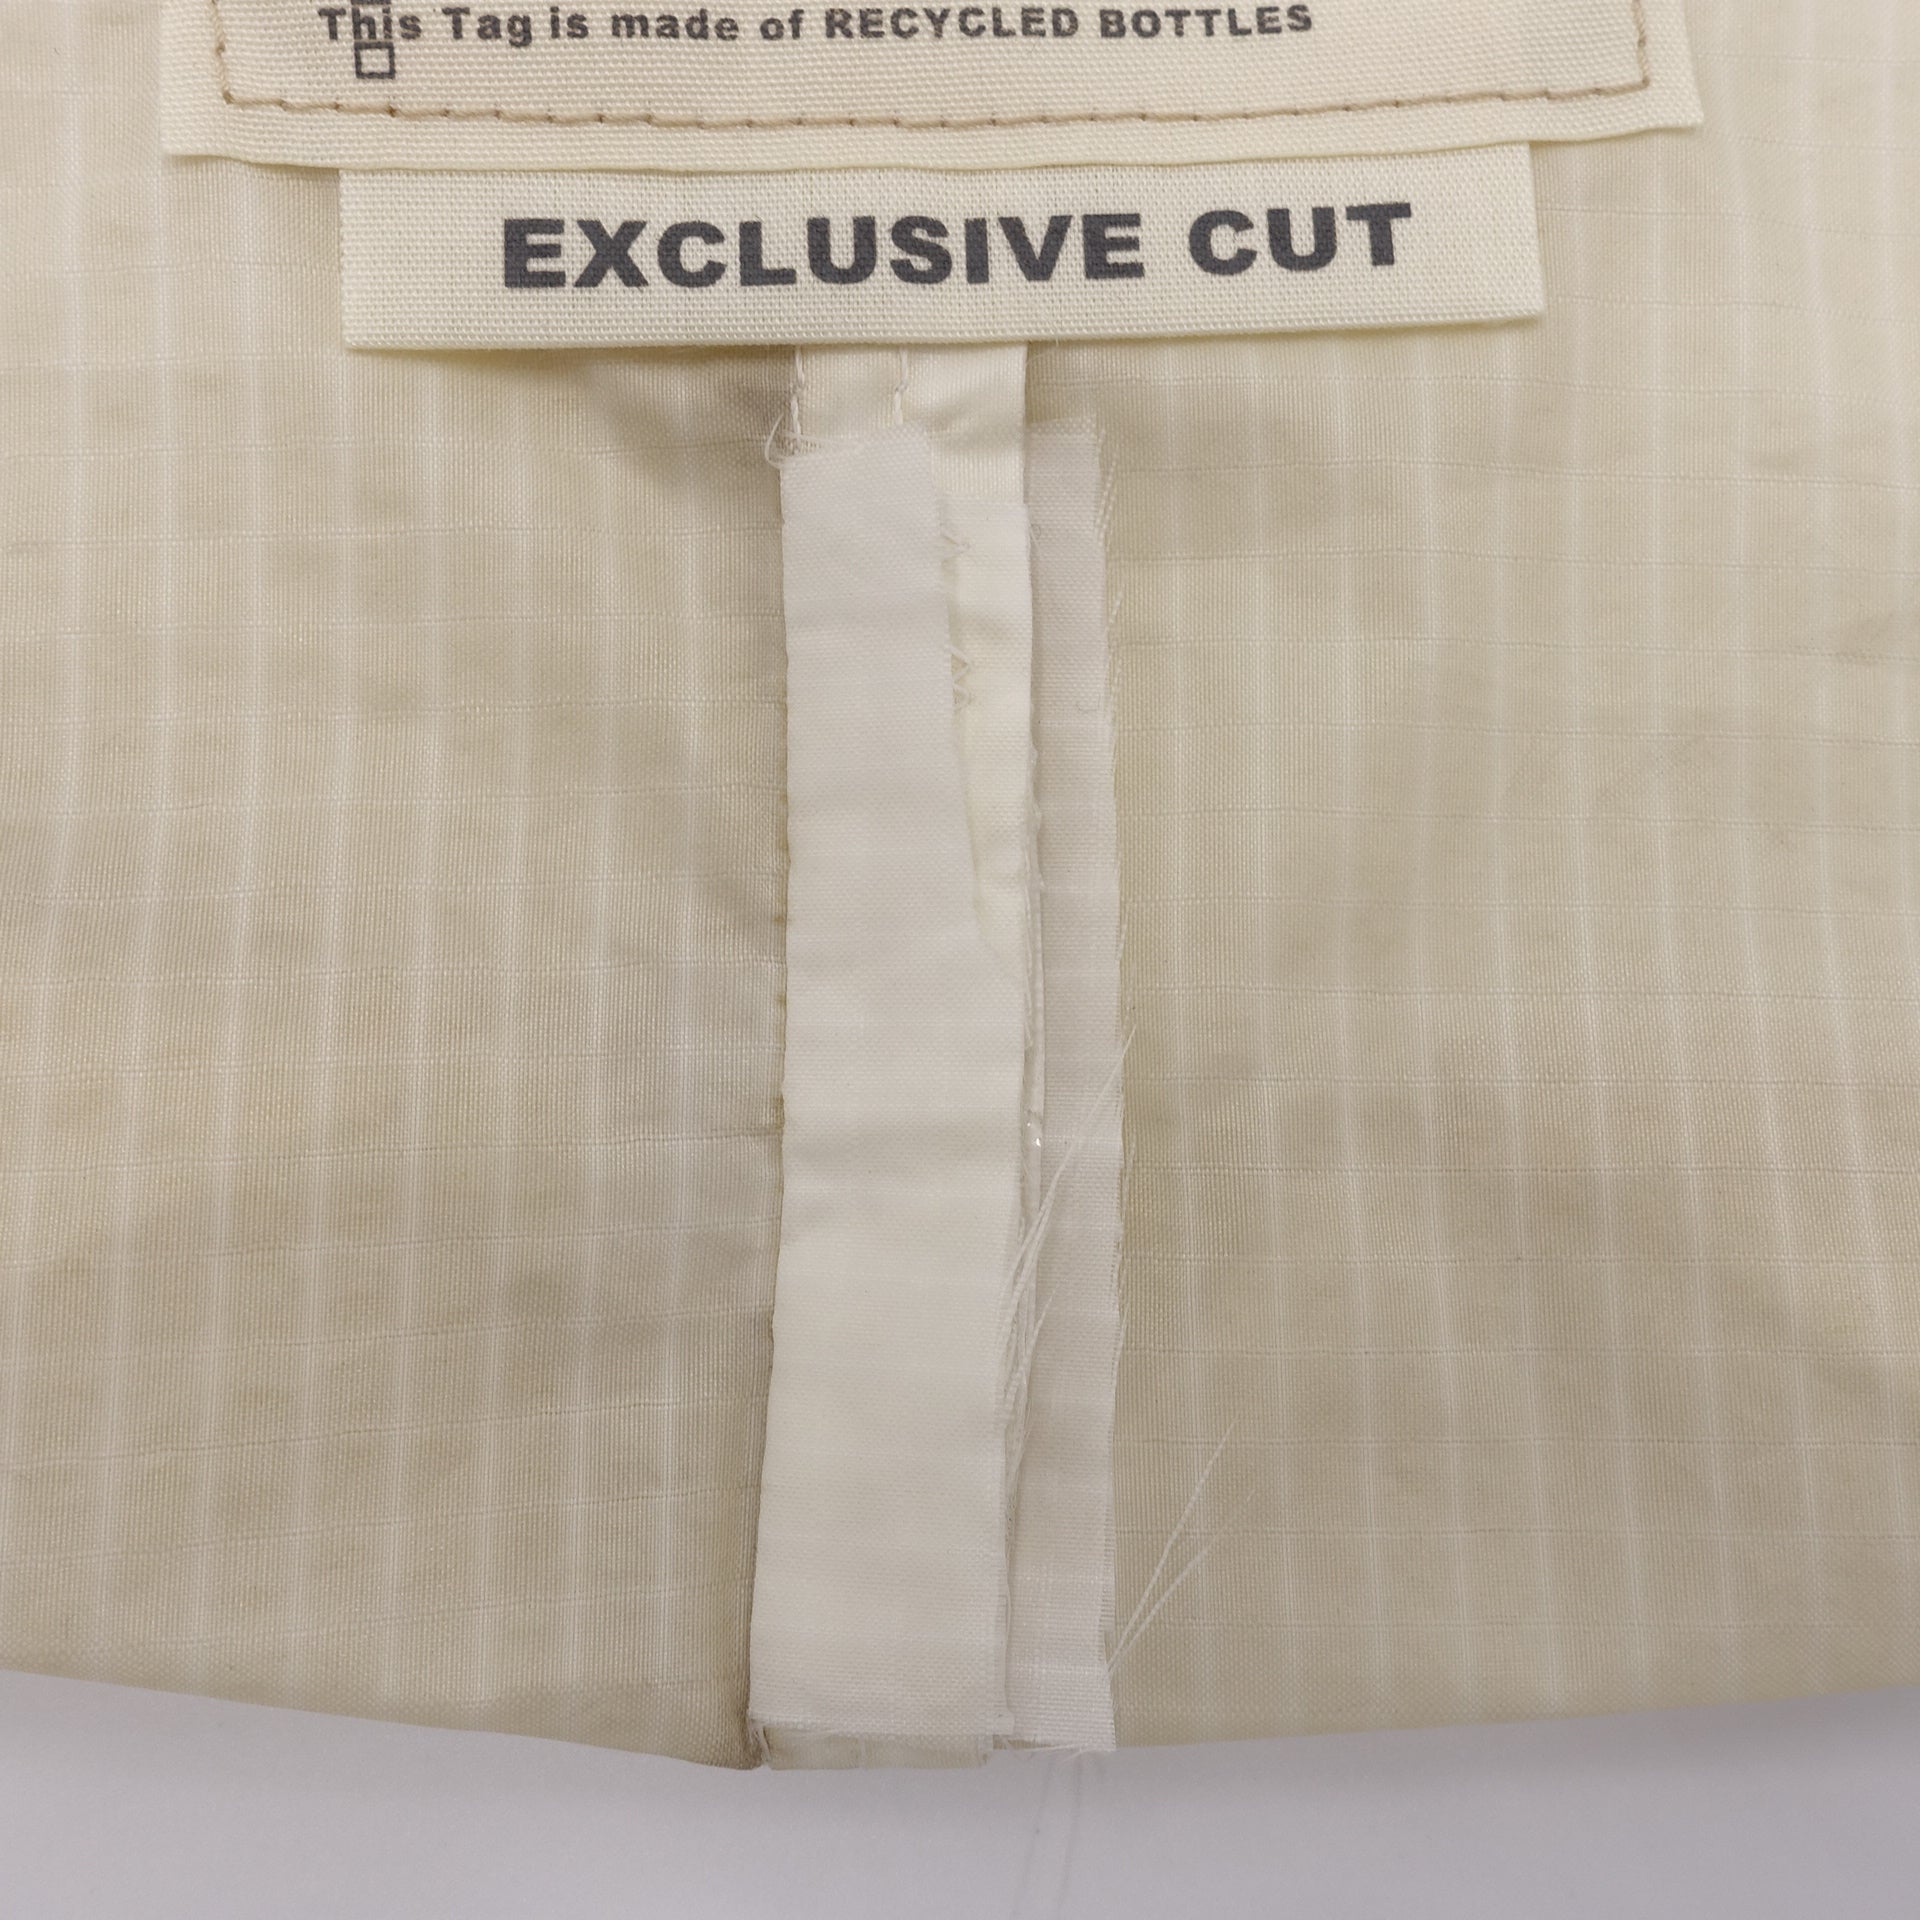 This Tag is made of RECYCLED BOTTLES
EXCLUSIVE CUT